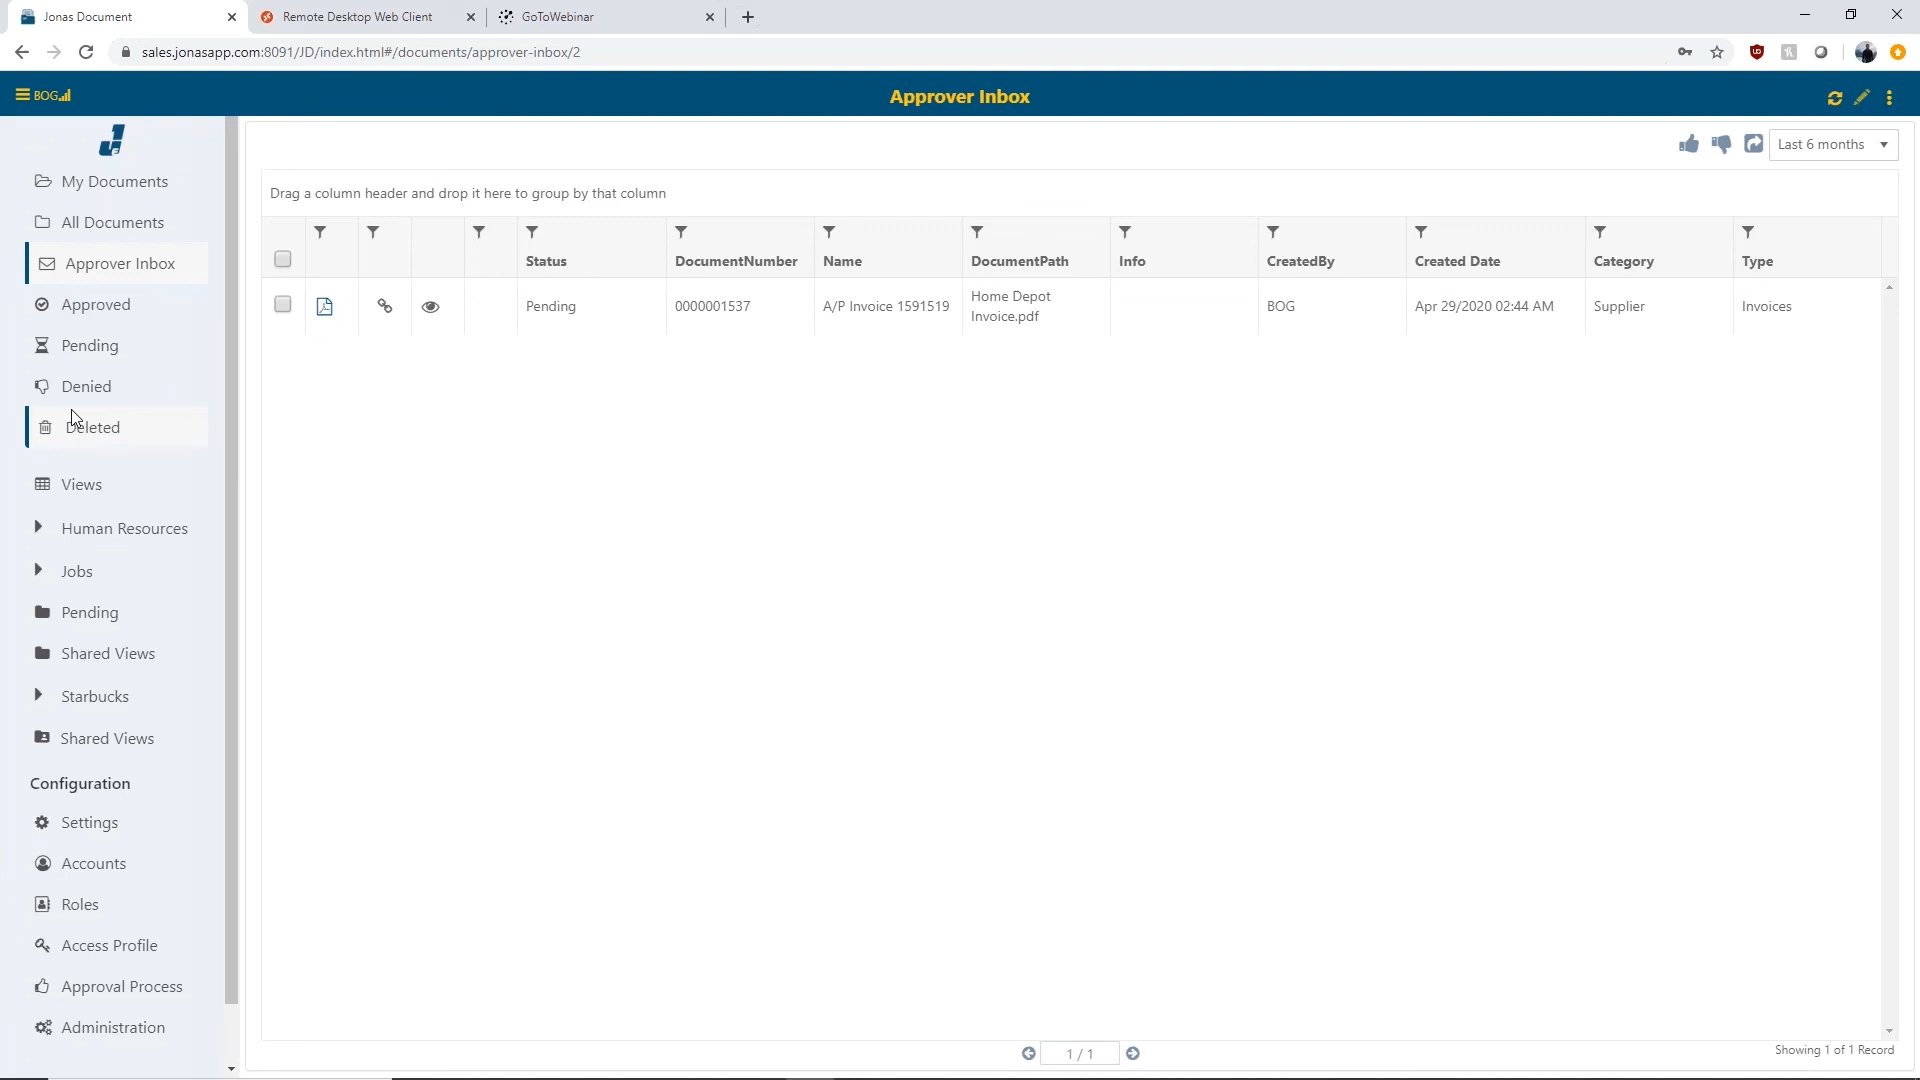 Jonas Document
Remote Desktop Web Client
GoToWebinar
sales.jonasapp.com:8091/JD/index.html#/documents/approver-inbox/2
BOG
Approver Inbox
Last 6 months
My Documents
All Documents
Approver Inbox
Approved
Pending
Denied
Deleted
Views
Human Resources
Jobs
Pending
Shared Views
Starbucks
Shared Views
Configuration
Settings
Accounts
Roles
Access Profile
Approval Process
Administration
Drag a column header and drop it here to group by that column
Status DocumentNumber Name DocumentPath Info CreatedBy Created Date Category Type
Pending 0000001537 A/P Invoice 1591519 Home Depot Invoice.pdf BOG Apr 29/2020 02:44 AM Supplier Invoices
1 / 1
Showing 1 of 1 Record